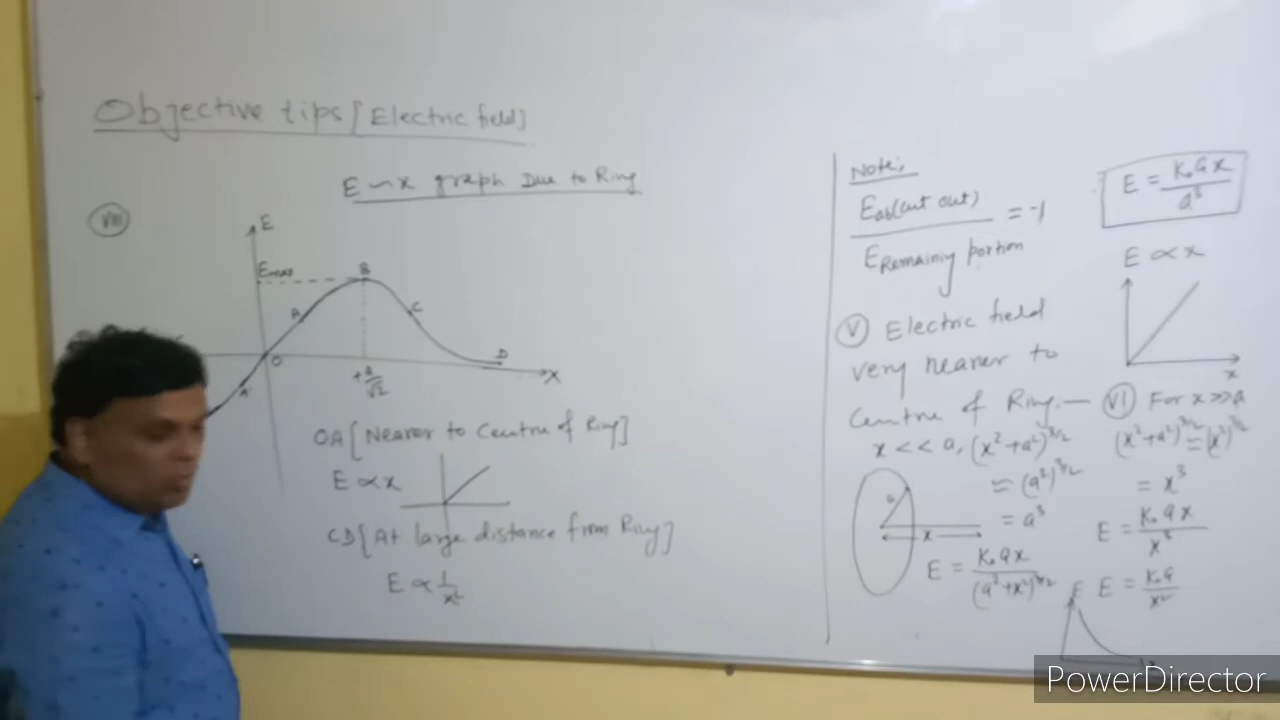 Objective tips [Electric field]
E ~ x graph Due to Ring
VIII
E
Emax
B
A
C
O
D
X
+a/√2
A
OA [Nearer to Centre of Ring]
E ∝ x
CD [At large distance from Ring]
E ∝ 1/x²
Note:
Eab(cut out) / ERemaining portion = -1
E = K₀Qx / a³
E ∝ x
x
V Electric field
very nearer to
Centre of Ring.—
x << a, (x²+a²)^3/2
≈ (a²)^3/2
= a³
a
x
E = K₀Qx / (a²+x²)^3/2
VI For x>>a
(x²+a²)^3/2 ≈ (x²)^3/2
= x³
E = K₀Qx / x³
E = K₀Q / x²
E
PowerDirector